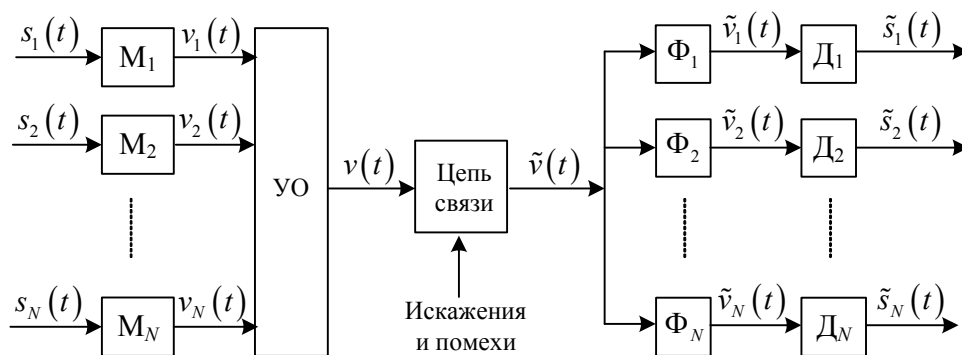 s₁(t) M₁ v₁(t) Φ₁ ṽ₁(t) Д₁ s̃₁(t)
s₂(t) M₂ v₂(t) Φ₂ ṽ₂(t) Д₂ s̃₂(t)
УО v(t) Цепь ṽ(t)
связи
s_N(t) M_N v_N(t) Φ_N ṽ_N(t) Д_N s̃_N(t)
Искажения
и помехи